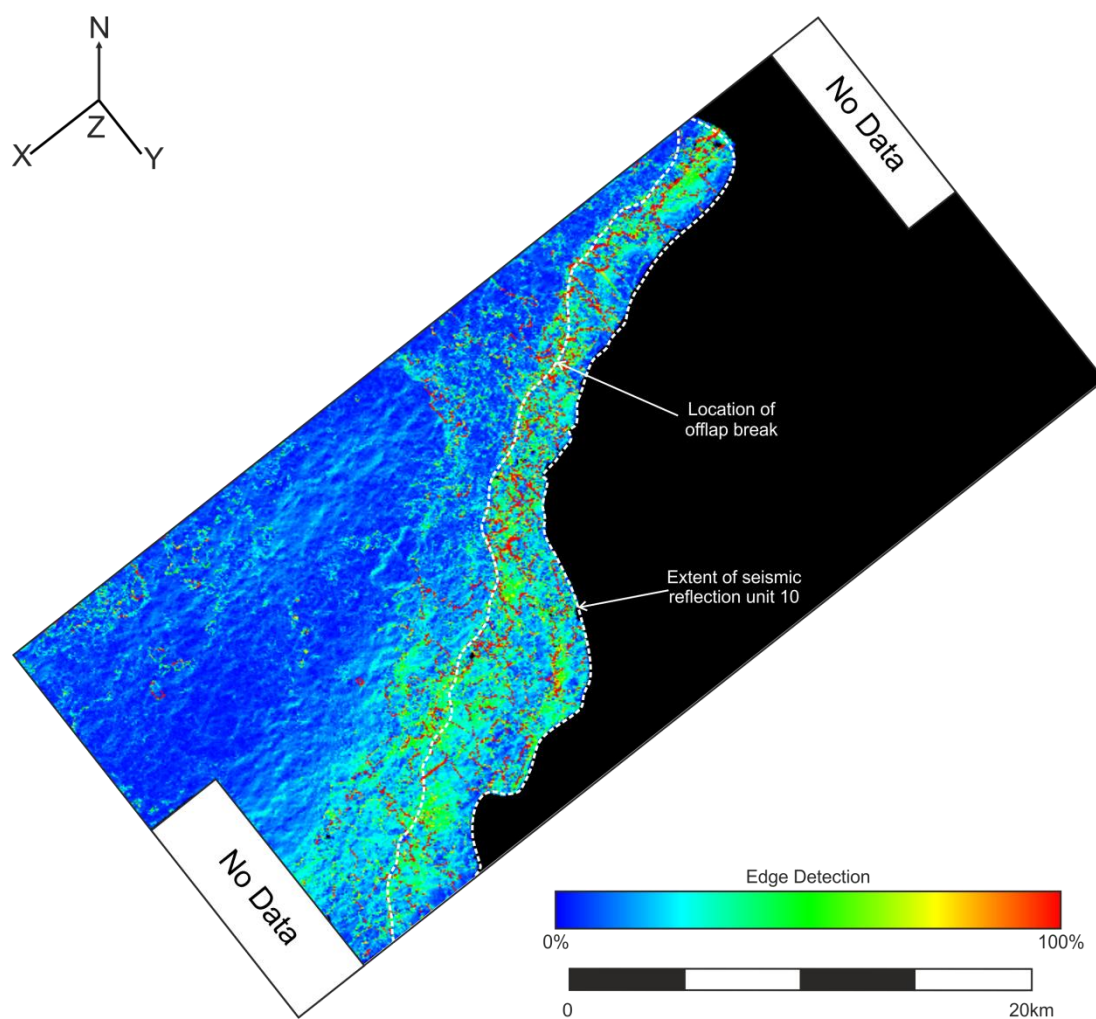 N
X
Z
Y
No Data
Location of
offlap break
Extent of seismic
reflection unit 10
No Data
Edge Detection
0%
100%
0
20km